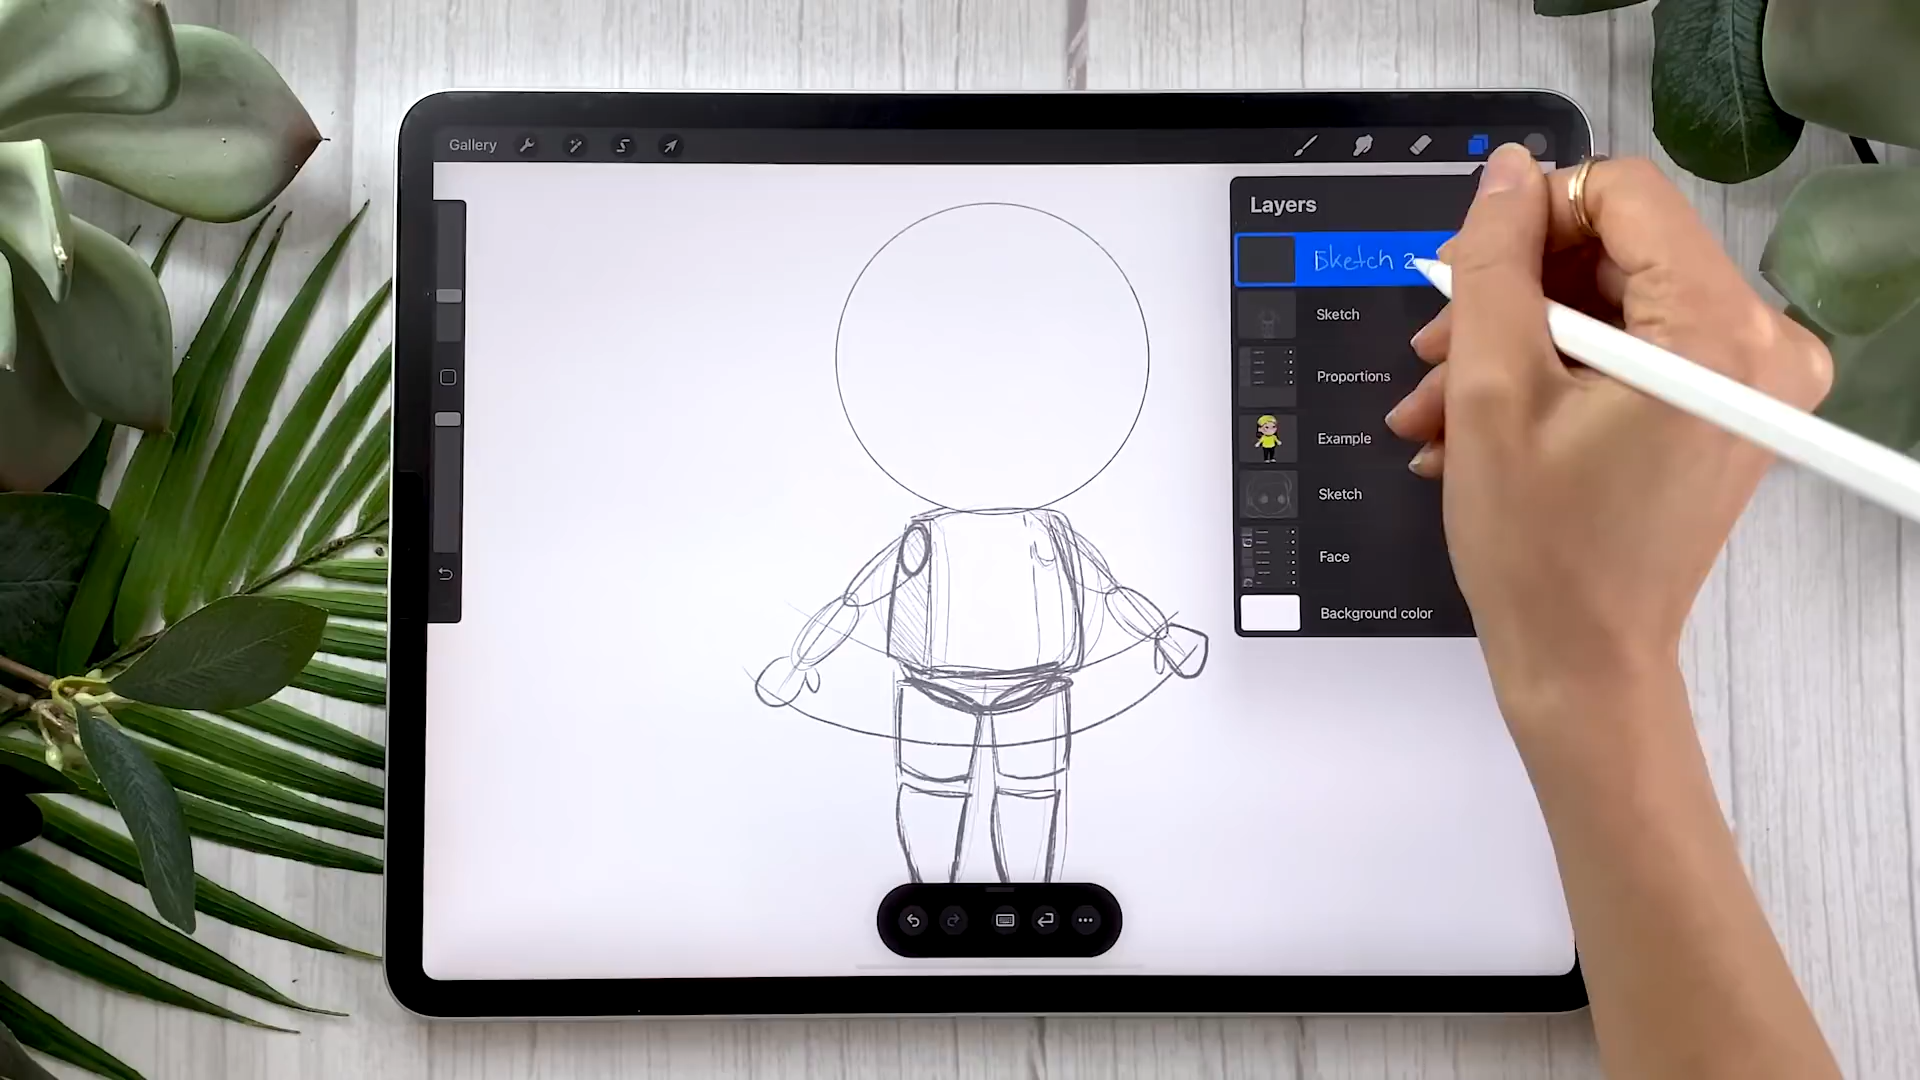 Gallery
Layers
Sketch 2
Sketch
Proportions
Example
Sketch
Face
Background color